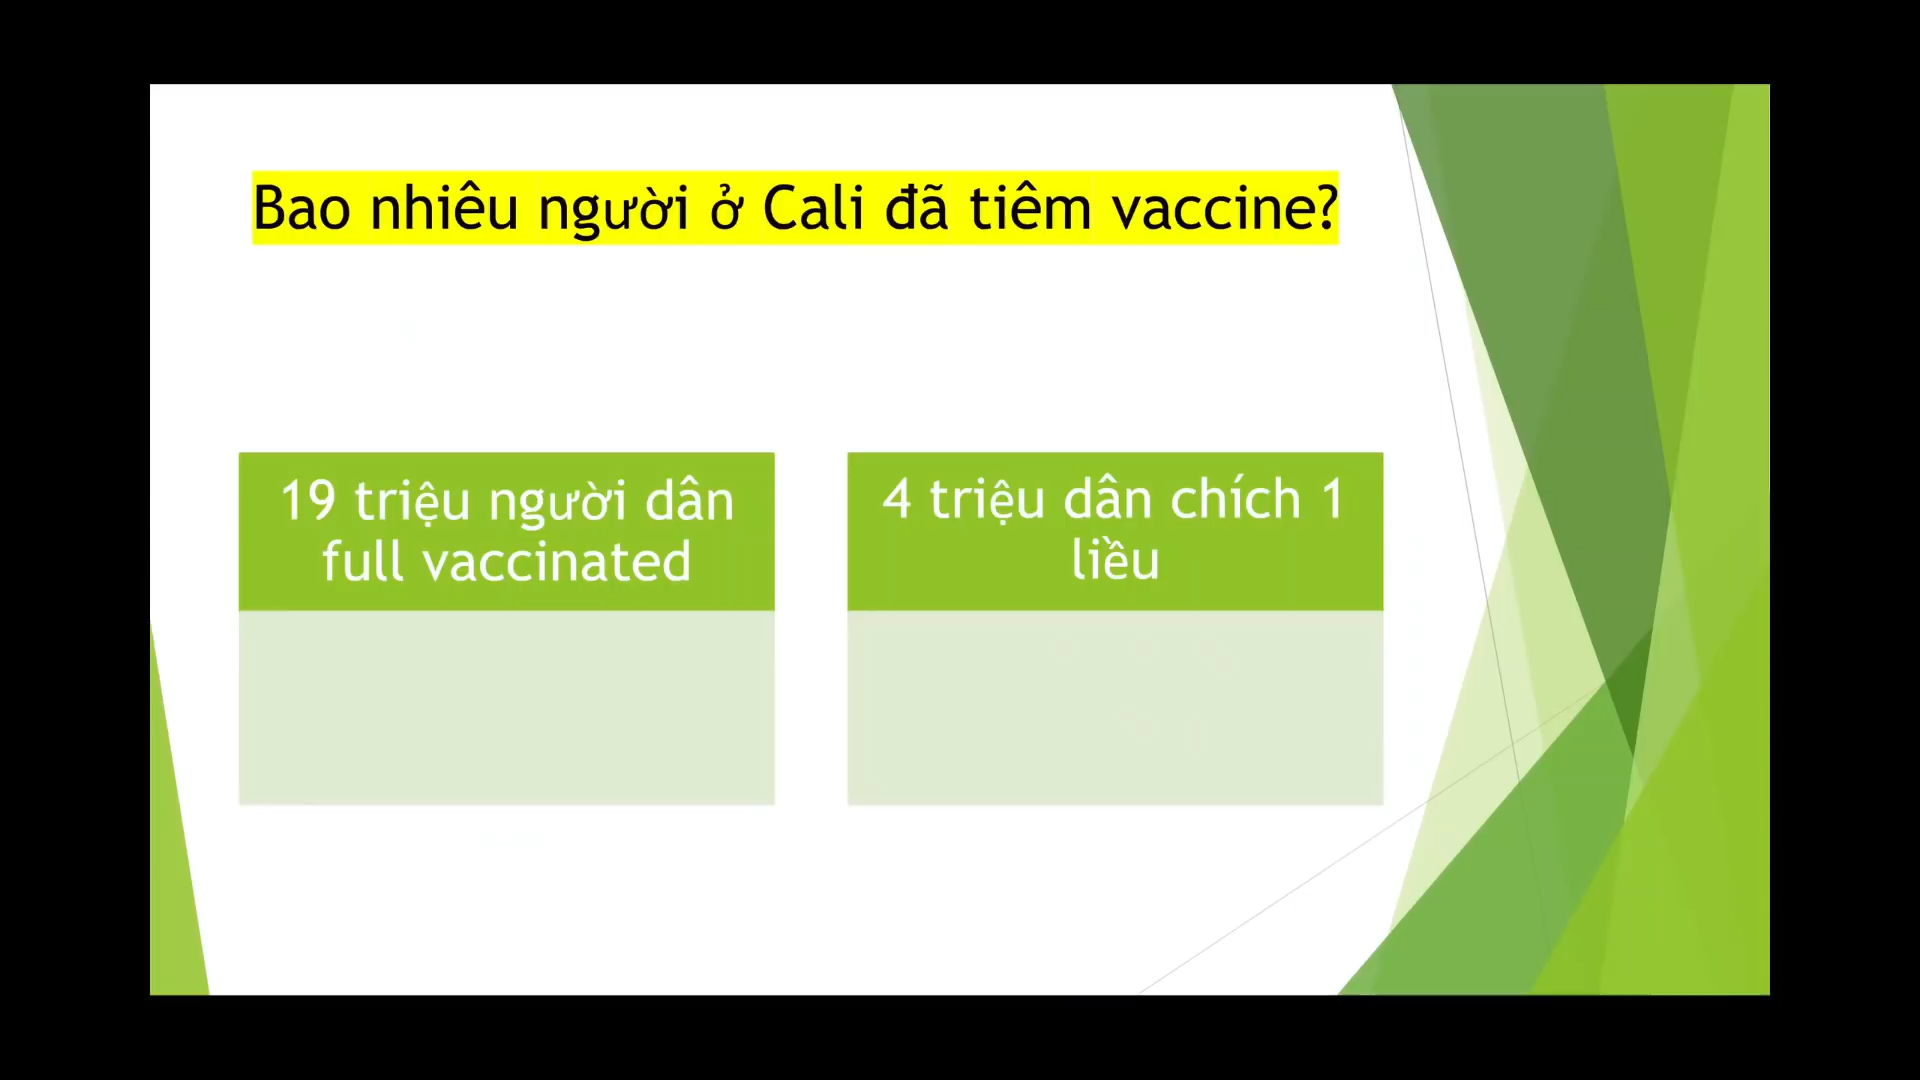 Bao nhiêu người ở Cali đã tiêm vaccine?
19 triệu người dân
full vaccinated
4 triệu dân chích 1
liều